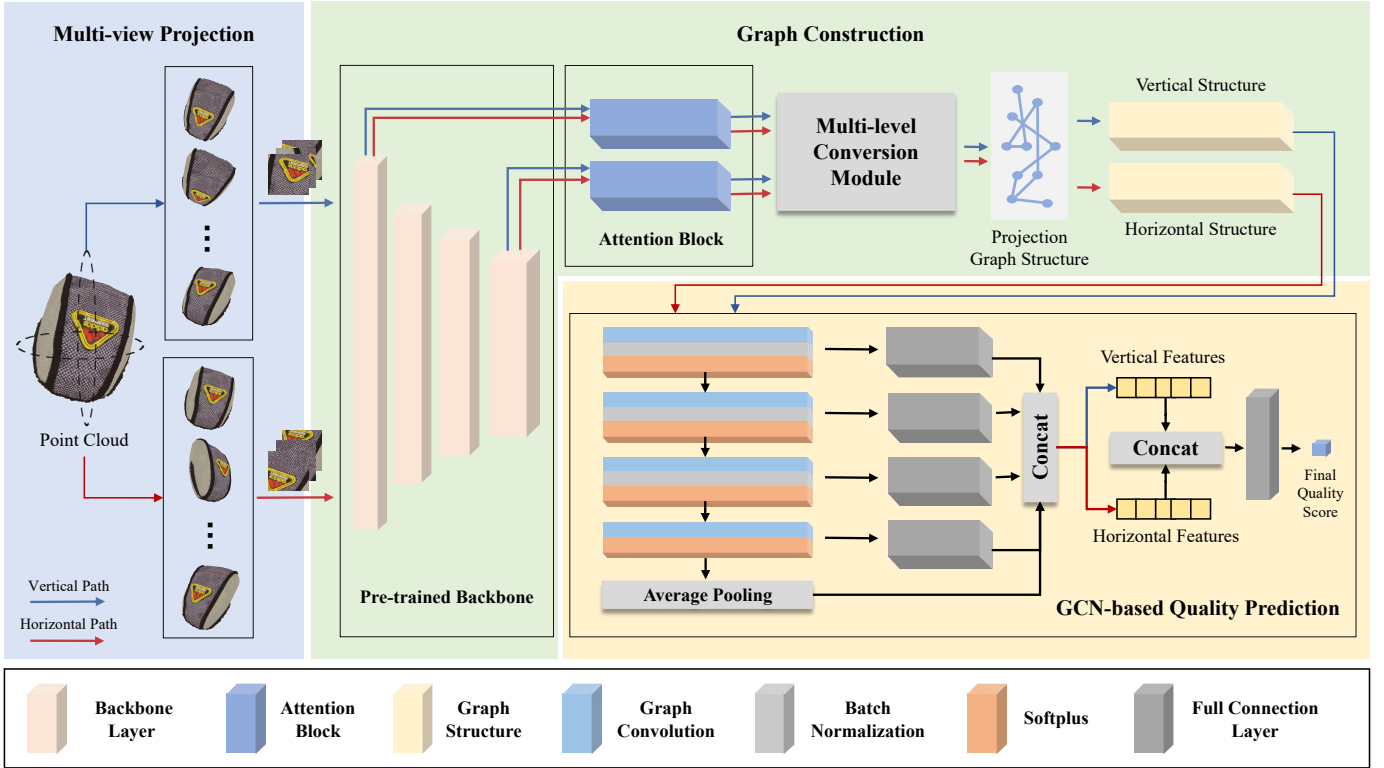 Multi-view Projection
Point Cloud
Vertical Path
Horizontal Path
Graph Construction
Pre-trained Backbone
Attention Block
Multi-level
Conversion
Module
Projection
Graph Structure
Vertical Structure
Horizontal Structure
Average Pooling
Concat
Vertical Features
Concat
Horizontal Features
Final
Quality
Score
GCN-based Quality Prediction
Backbone
Layer
Attention
Block
Graph
Structure
Graph
Convolution
Batch
Normalization
Softplus
Full Connection
Layer